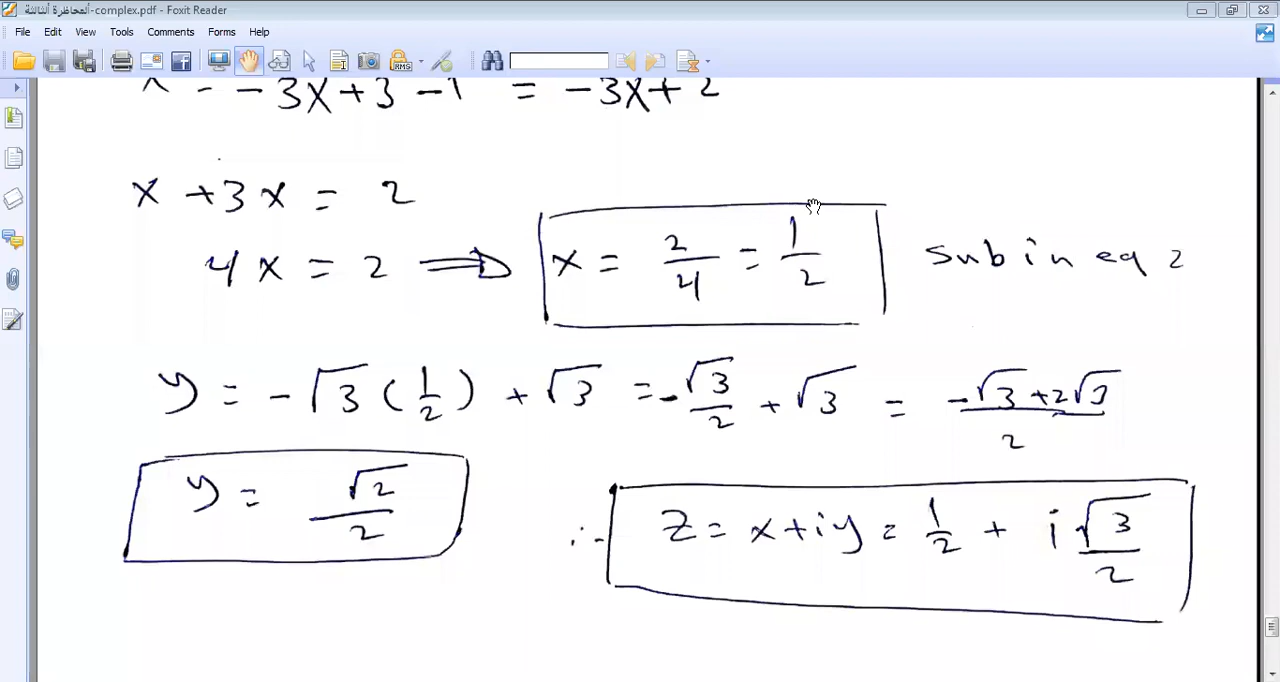 ألمحاظرة ألثالثة-complex.pdf - Foxit Reader
File Edit View Tools Comments Forms Help
x = -3x+3 -1 = -3x+2
x +3x = 2
4x = 2 ⟹ x = 2/4 = 1/2 sub in eq 2
y = -√3 (1/2) + √3 = -√3/2 + √3 = (-√3+2√3)/2
y = √2/2
∴ z = x+iy = 1/2 + i √3/2